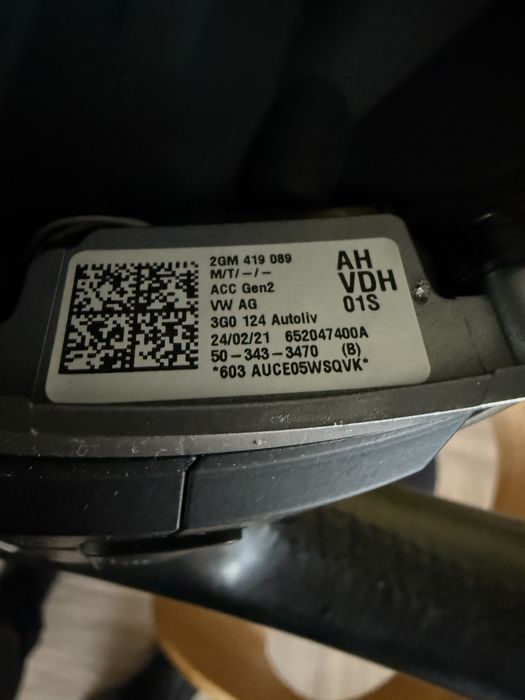 2GM 419 089
M/T/-/-
ACC Gen2
VW AG
3G0 124 Autoliv
24/02/21 652047400A
50-343-3470 (B)
*603 AUCE05WSQVK*
AH
VDH
01S